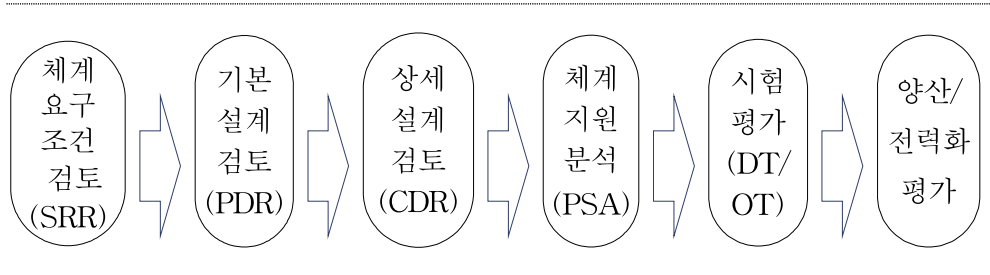 체계
요구
조건
검토
(SRR)
기본
설계
검토
(PDR)
상세
설계
검토
(CDR)
체계
지원
분석
(PSA)
시험
평가
(DT/
OT)
양산/
전력화
평가